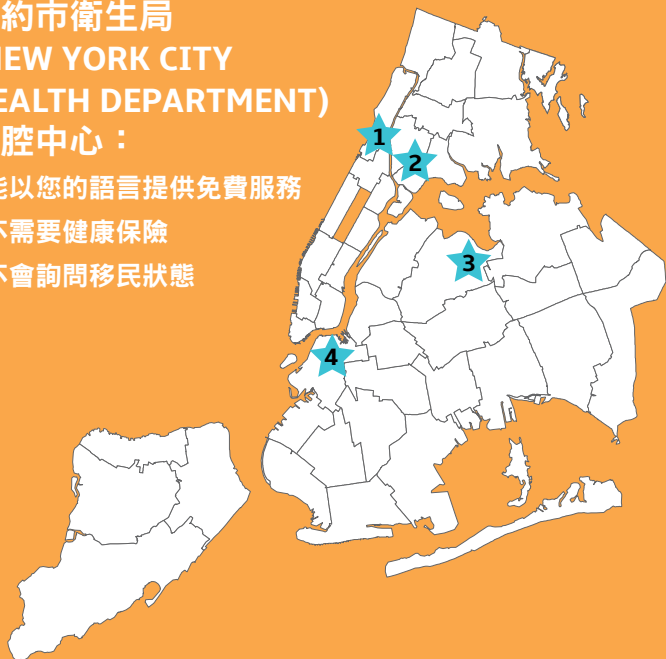 約市衛生局
NEW YORK CITY
EALTH DEPARTMENT)
腔中心：
能以您的語言提供免費服務
不需要健康保險
不會詢問移民狀態
1
2
3
4